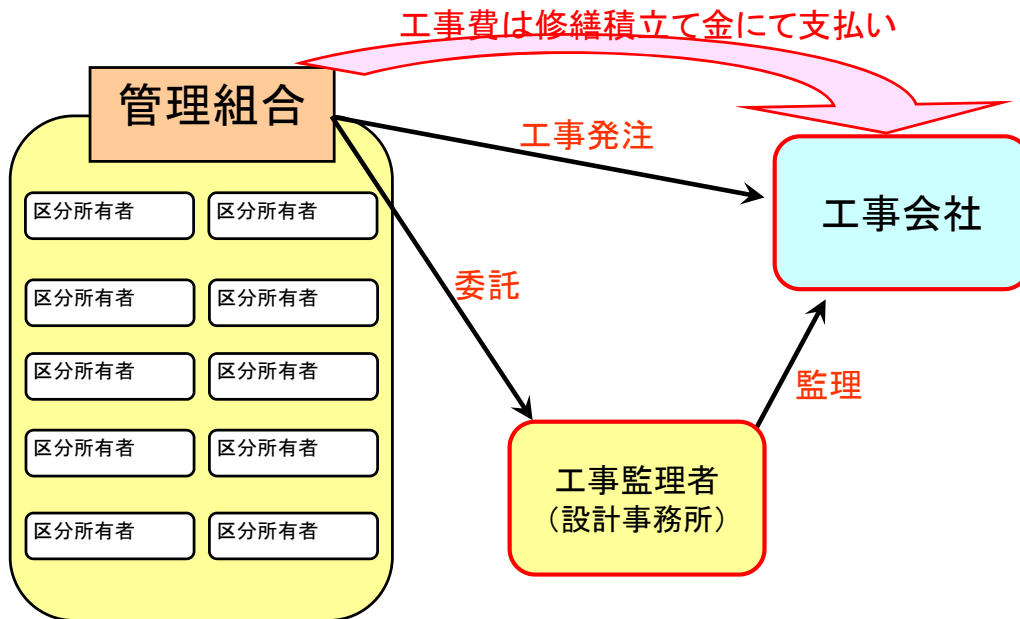 工事費は修繕積立て金にて支払い
管理組合
工事発注
区分所有者
区分所有者
工事会社
区分所有者
区分所有者
委託
区分所有者
区分所有者
監理
区分所有者
区分所有者
工事監理者
（設計事務所）
区分所有者
区分所有者